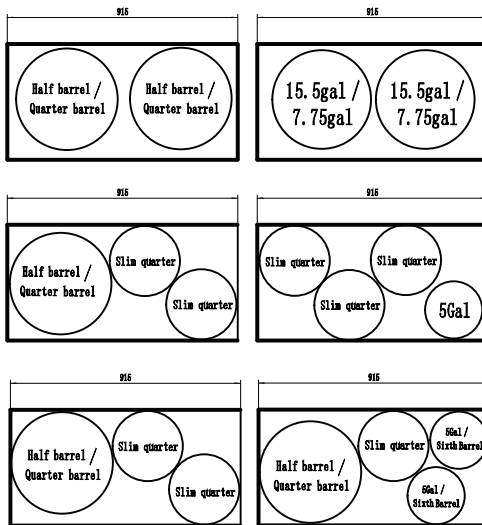 915
915
Half barrel /
Quarter barrel
Half barrel /
Quarter barrel
15.5gal /
7.75gal
15.5gal /
7.75gal
915
915
Half barrel /
Quarter barrel
Slim quarter
Slim quarter
Slim quarter
Slim quarter
Slim quarter
5Gal
915
915
Half barrel /
Quarter barrel
Slim quarter
Slim quarter
Half barrel /
Quarter barrel
Slim quarter
5Gal /
Sixth Barrel
5Gal /
Sixth Barrel